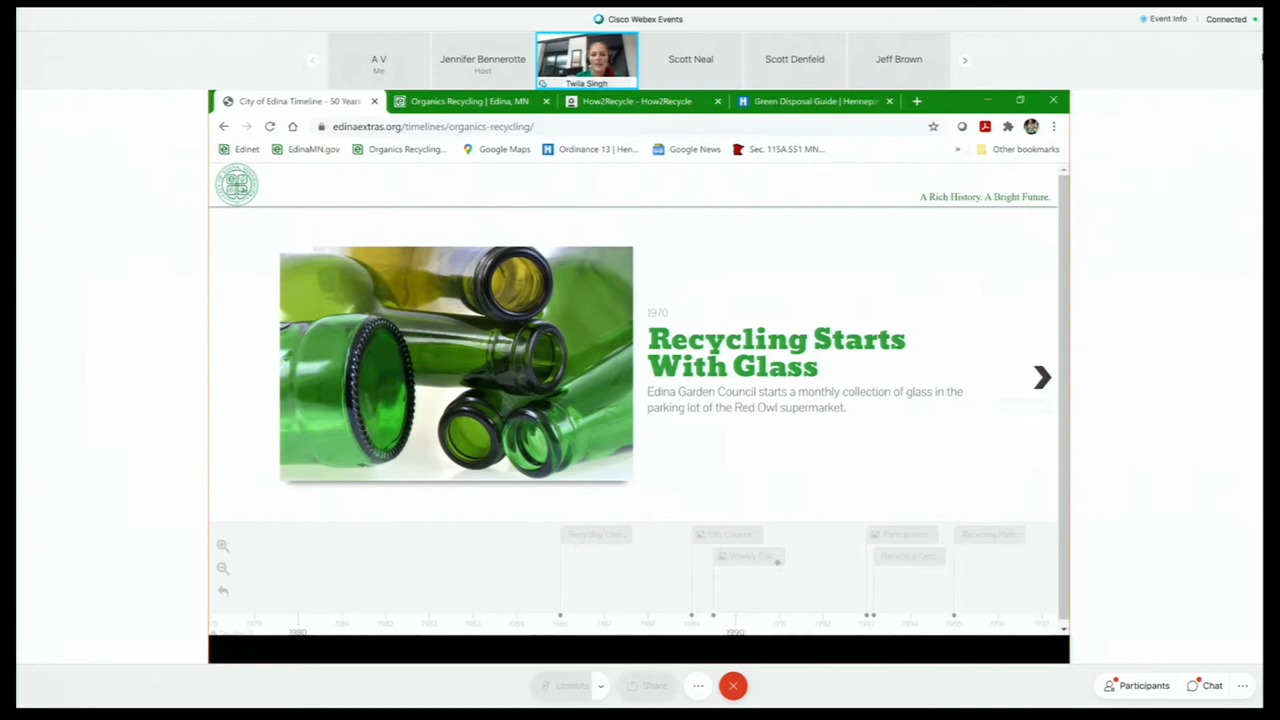 Cisco Webex Events
Event Info
Connected
A V
Me
Jennifer Bennerotte
Host
Twila Singh
Scott Neal
Scott Denfeld
Jeff Brown
City of Edina Timeline - 50 Years
Organics Recycling | Edina, MN
How2Recycle - How2Recycle
Green Disposal Guide | Hennepin
edinaextras.org/timelines/organics-recycling/
Edinet
EdinaMN.gov
Organics Recycling...
Google Maps
Ordinance 13 | Hen...
Google News
Sec. 115A.551 MN...
Other bookmarks
A Rich History. A Bright Future.
1970
Recycling Starts
With Glass
Edina Garden Council starts a monthly collection of glass in the
parking lot of the Red Owl supermarket.
1980
1990
Unmute
Share
Participants
Chat